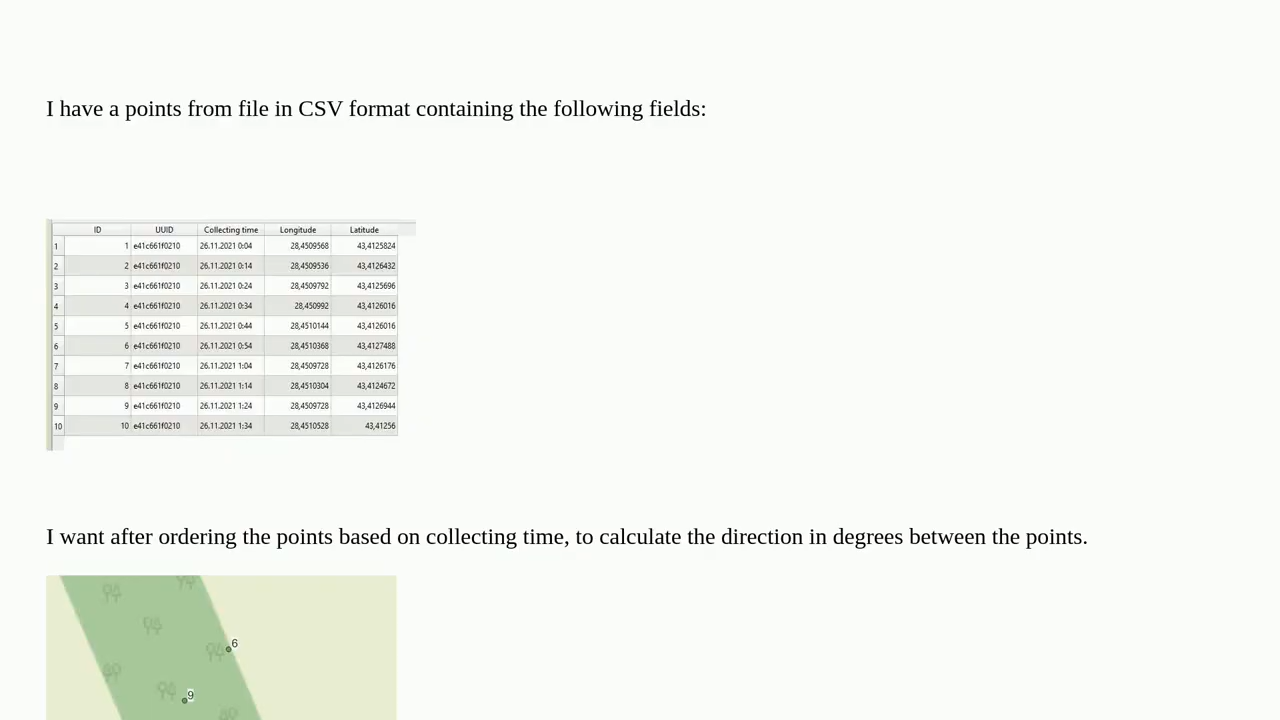 I have a points from file in CSV format containing the following fields:
ID UUID Collecting time Longitude Latitude
1 1 e41c661f0210 26.11.2021 0:04 28,4509568 43,4125824
2 2 e41c661f0210 26.11.2021 0:14 28,4509536 43,4126432
3 3 e41c661f0210 26.11.2021 0:24 28,4509792 43,4125696
4 4 e41c661f0210 26.11.2021 0:34 28,450992 43,4126016
5 5 e41c661f0210 26.11.2021 0:44 28,4510144 43,4126016
6 6 e41c661f0210 26.11.2021 0:54 28,4510368 43,4127488
7 7 e41c661f0210 26.11.2021 1:04 28,4509728 43,4126176
8 8 e41c661f0210 26.11.2021 1:14 28,4510304 43,4124672
9 9 e41c661f0210 26.11.2021 1:24 28,4509728 43,4126944
10 10 e41c661f0210 26.11.2021 1:34 28,4510528 43,41256
I want after ordering the points based on collecting time, to calculate the direction in degrees between the points.
6
9